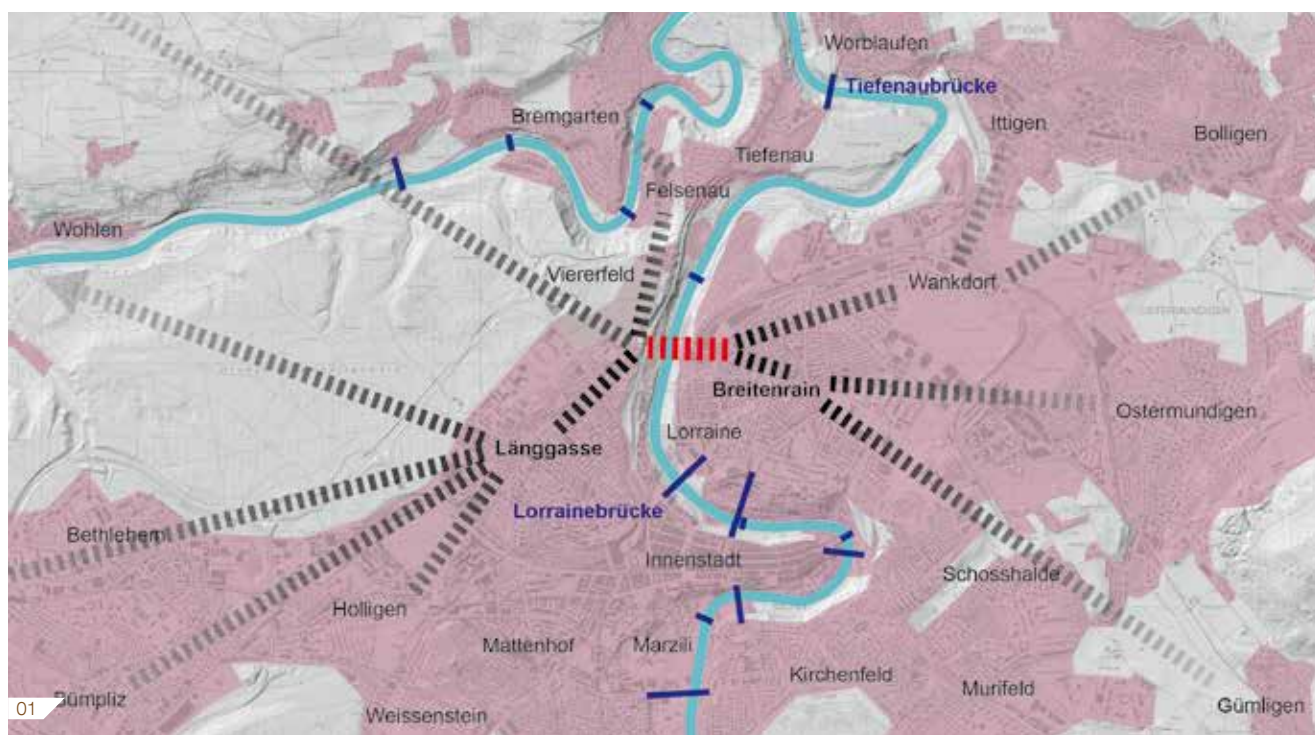 Worblaufen
Tiefenaubrücke
Bremgarten
Ittigen
Bolligen
Tiefenau
Felsenau
Wohlen
Viererfeld
Wankdorf
Breitenrain
Ostermundigen
Lorraine
Länggasse
Lorrainebrücke
Bethlehem
Innenstadt
Schosshalde
Holligen
Mattenhof
Marzili
Kirchenfeld
Murifeld
Bümpliz
Gümligen
Weissenstein
01